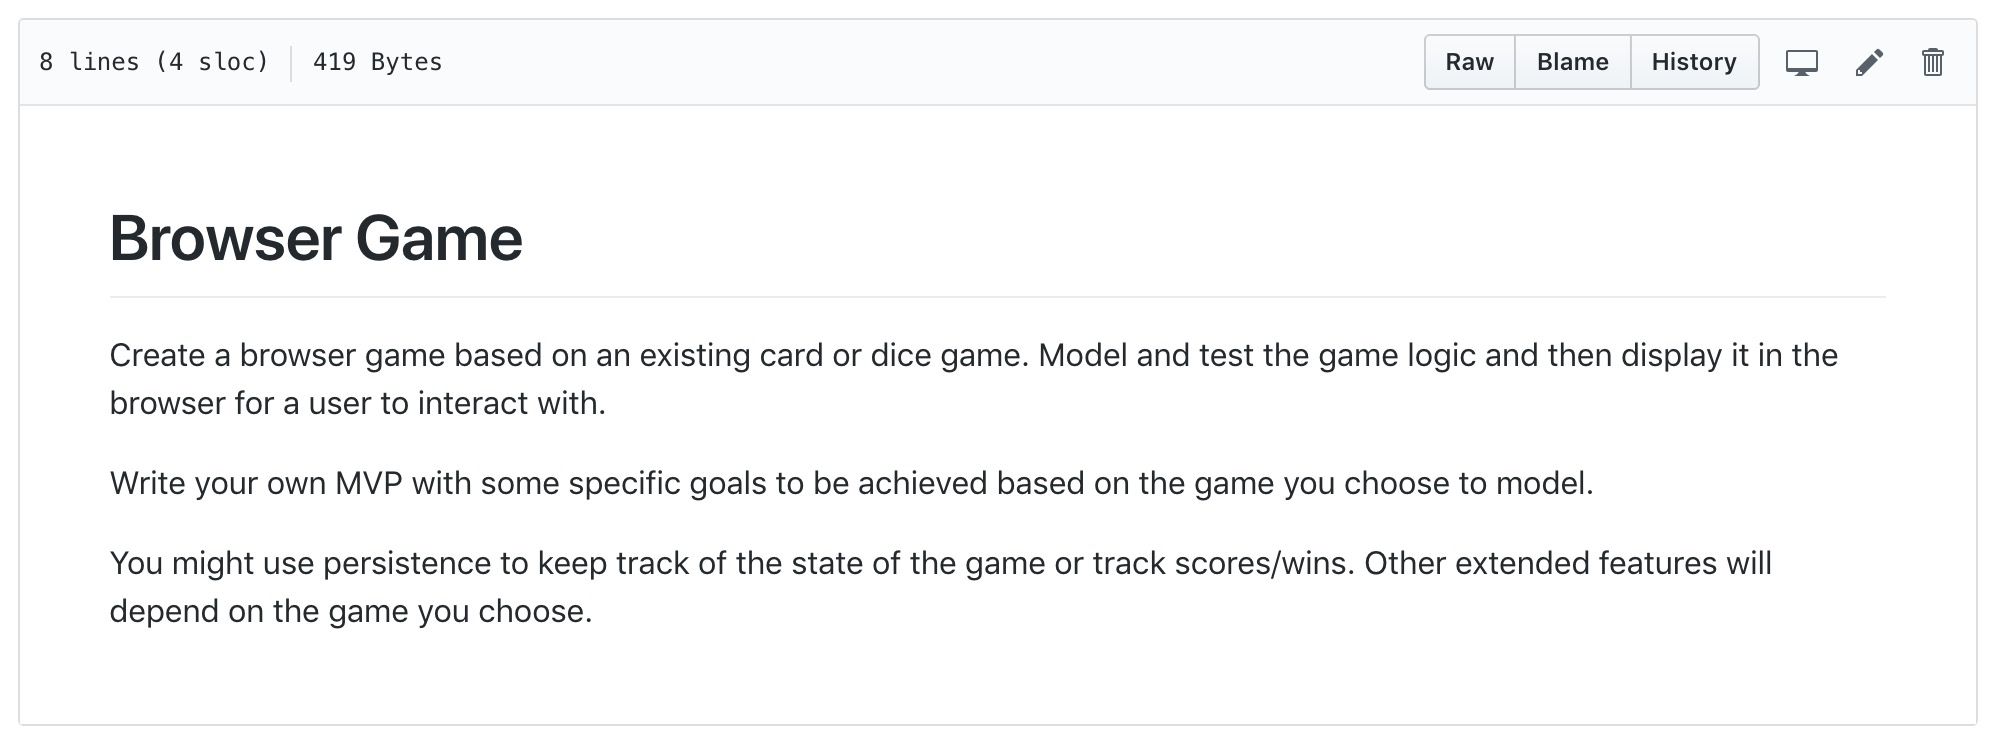 8 lines (4 sloc) 419 Bytes Raw Blame History
Browser Game
Create a browser game based on an existing card or dice game. Model and test the game logic and then display it in the
browser for a user to interact with.
Write your own MVP with some specific goals to be achieved based on the game you choose to model.
You might use persistence to keep track of the state of the game or track scores/wins. Other extended features will
depend on the game you choose.